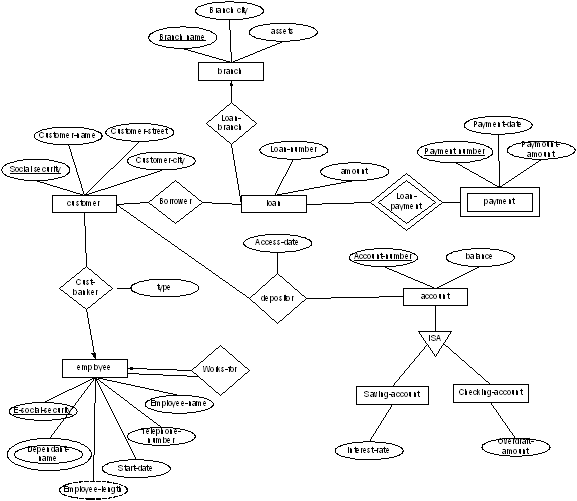 Branch-city
Branch-name
assets
branch
Loan-
branch
Customer-name
Customer-street
Social-security
Customer-city
customer
Borrower
Loan-number
amount
loan
Loan-
payment
Payment-date
Payment number
Paymount-
amount
payment
Access-date
depositor
Account-number
balance
account
ISA
Saving-account
Checking-account
Interest-rate
Overdraft-
amount
Cust-
banker
type
employee
Works-for
E-social-security
Employee-name
Telephone-
number
Dependant-
name
Start-date
Employee-length